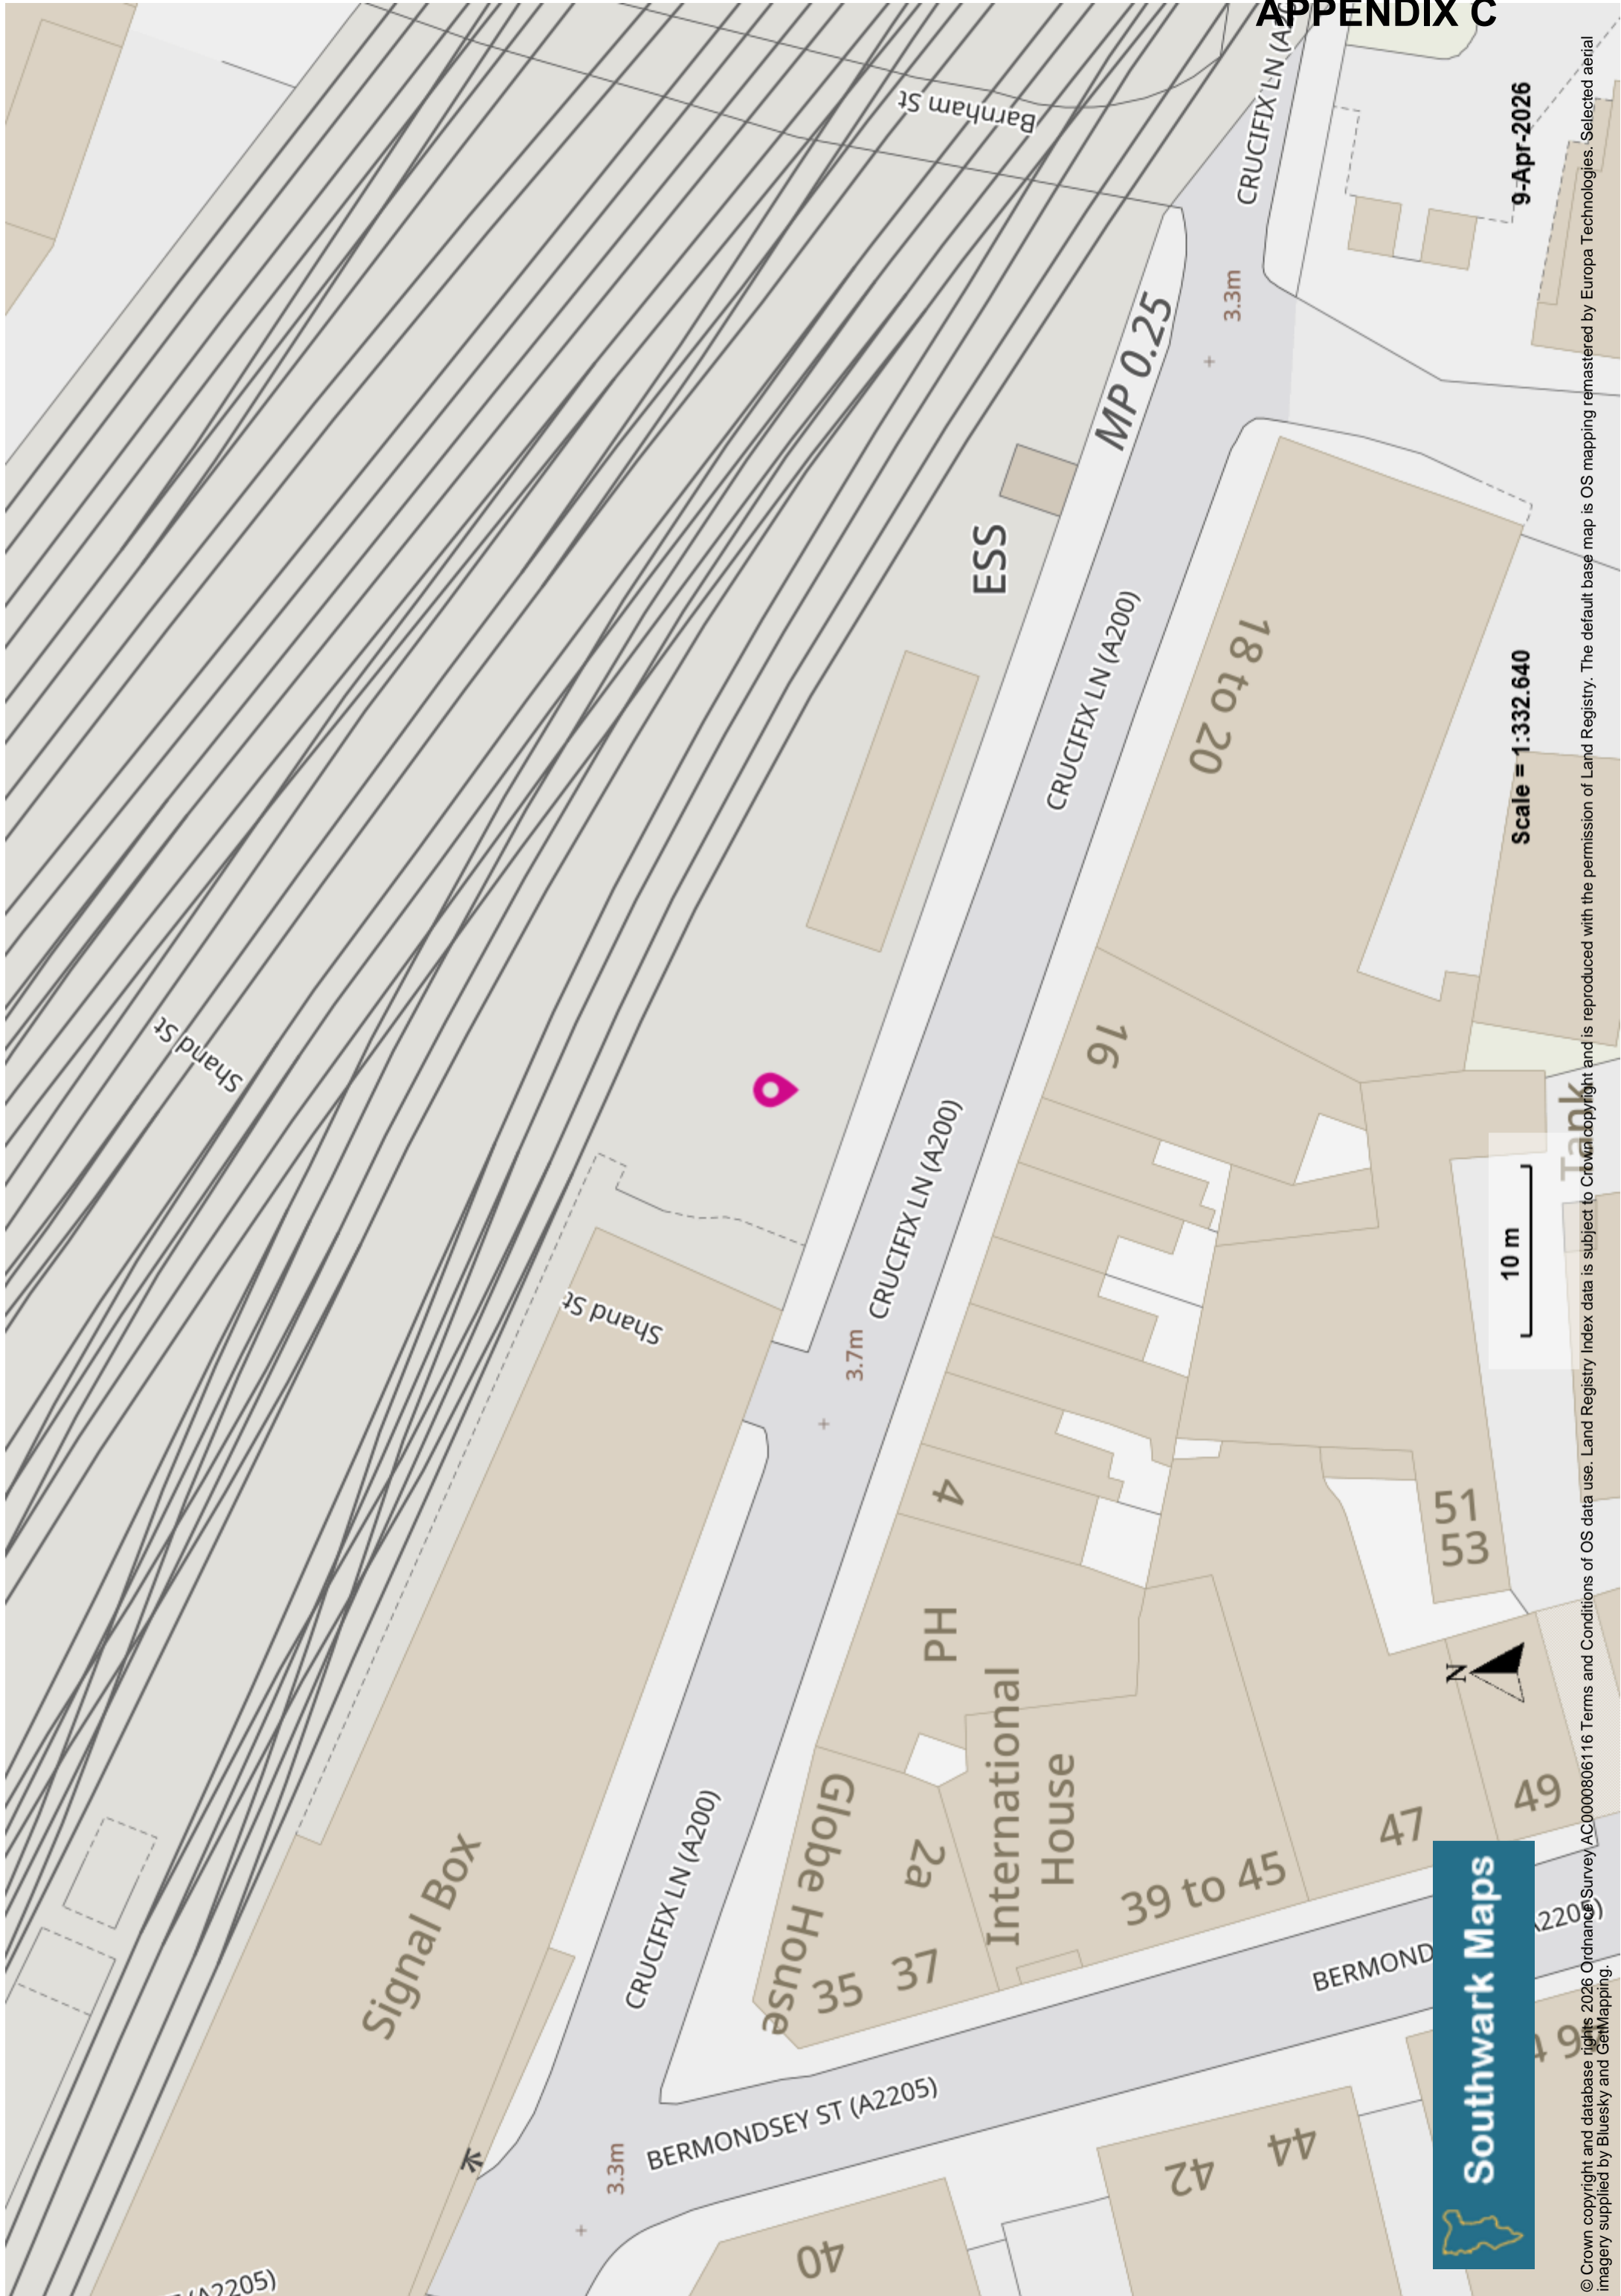 APPENDIX C
Barnham St
CRUCIFIX LN (A20
9-Apr-2026
3.3m
MP 0.25
ESS
CRUCIFIX LN (A200)
18 to 20
Scale = 1:332.640
Shand St
16
CRUCIFIX LN (A200)
Tank
10 m
Shand St
3.7m
4
51
53
PH
N
International
House
Globe House
2a
35
37
39 to 45
47
49
Signal Box
CRUCIFIX LN (A200)
BERMOND
A2205)
BERMONDSEY ST (A2205)
3.3m
42
44
40
(A2205)
Southwark Maps
© Crown copyright and database rights 2026 Ordnance Survey AC0000806116 Terms and Conditions of OS data use. Land Registry Index data is subject to Crown copyright and is reproduced with the permission of Land Registry. The default base map is OS mapping remastered by Europa Technologies. Selected aerial
imagery supplied by Bluesky and GetMapping.